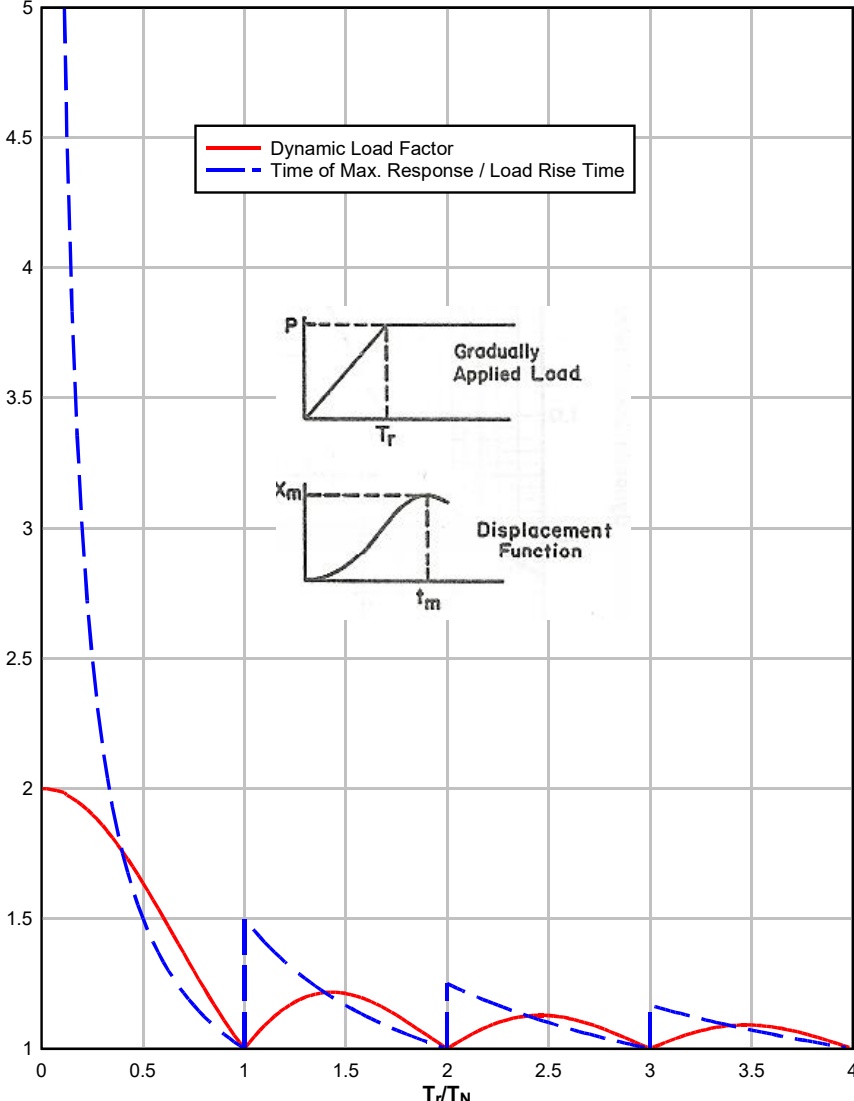 5
4.5
Dynamic Load Factor
Time of Max. Response / Load Rise Time
4
P
Gradually
Applied Load
3.5
Tr
Xm
3
Displacement
Function
tm
2.5
2
1.5
1
0 0.5 1 1.5 2 2.5 3 3.5 4
Tr/TN